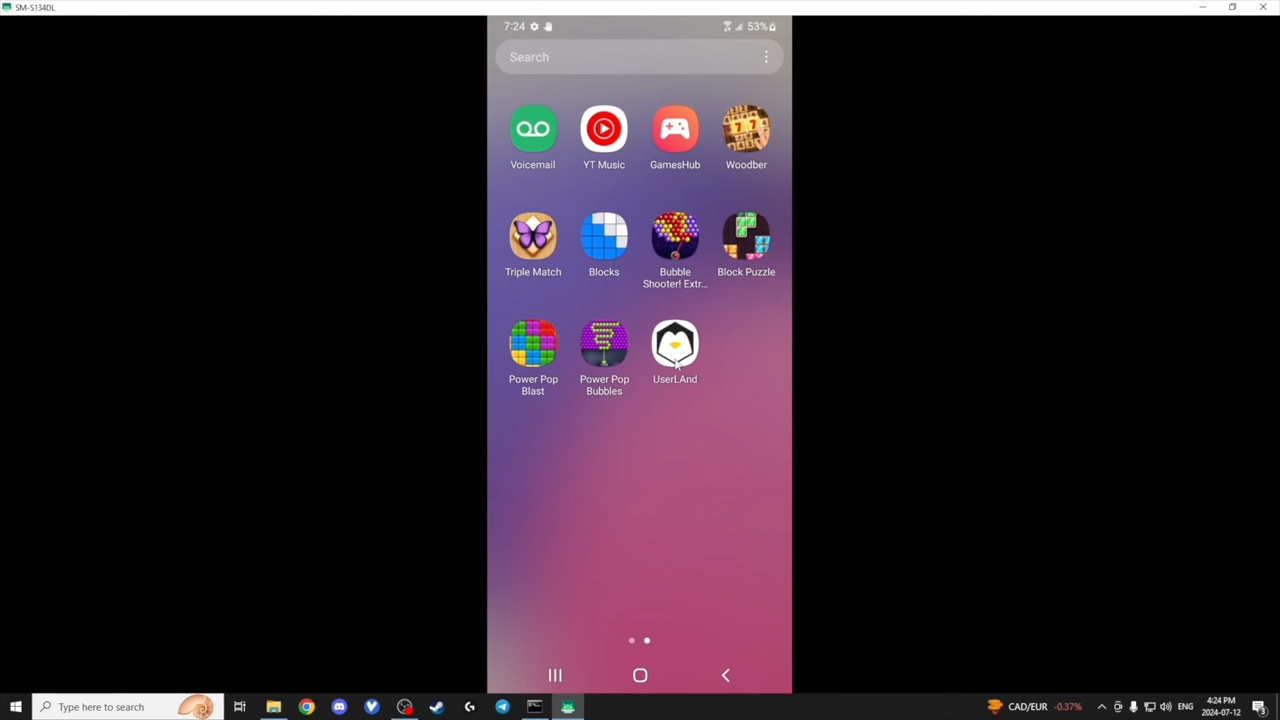 SM-S134DL
7:24
53%
Search
Voicemail
YT Music
GamesHub
Woodber
77
Triple Match
Blocks
Bubble
Shooter! Extr...
Block Puzzle
Power Pop
Blast
Power Pop
Bubbles
UserLAnd
Type here to search
CAD/EUR -0.37%
ENG
4:24 PM
2024-07-12
3